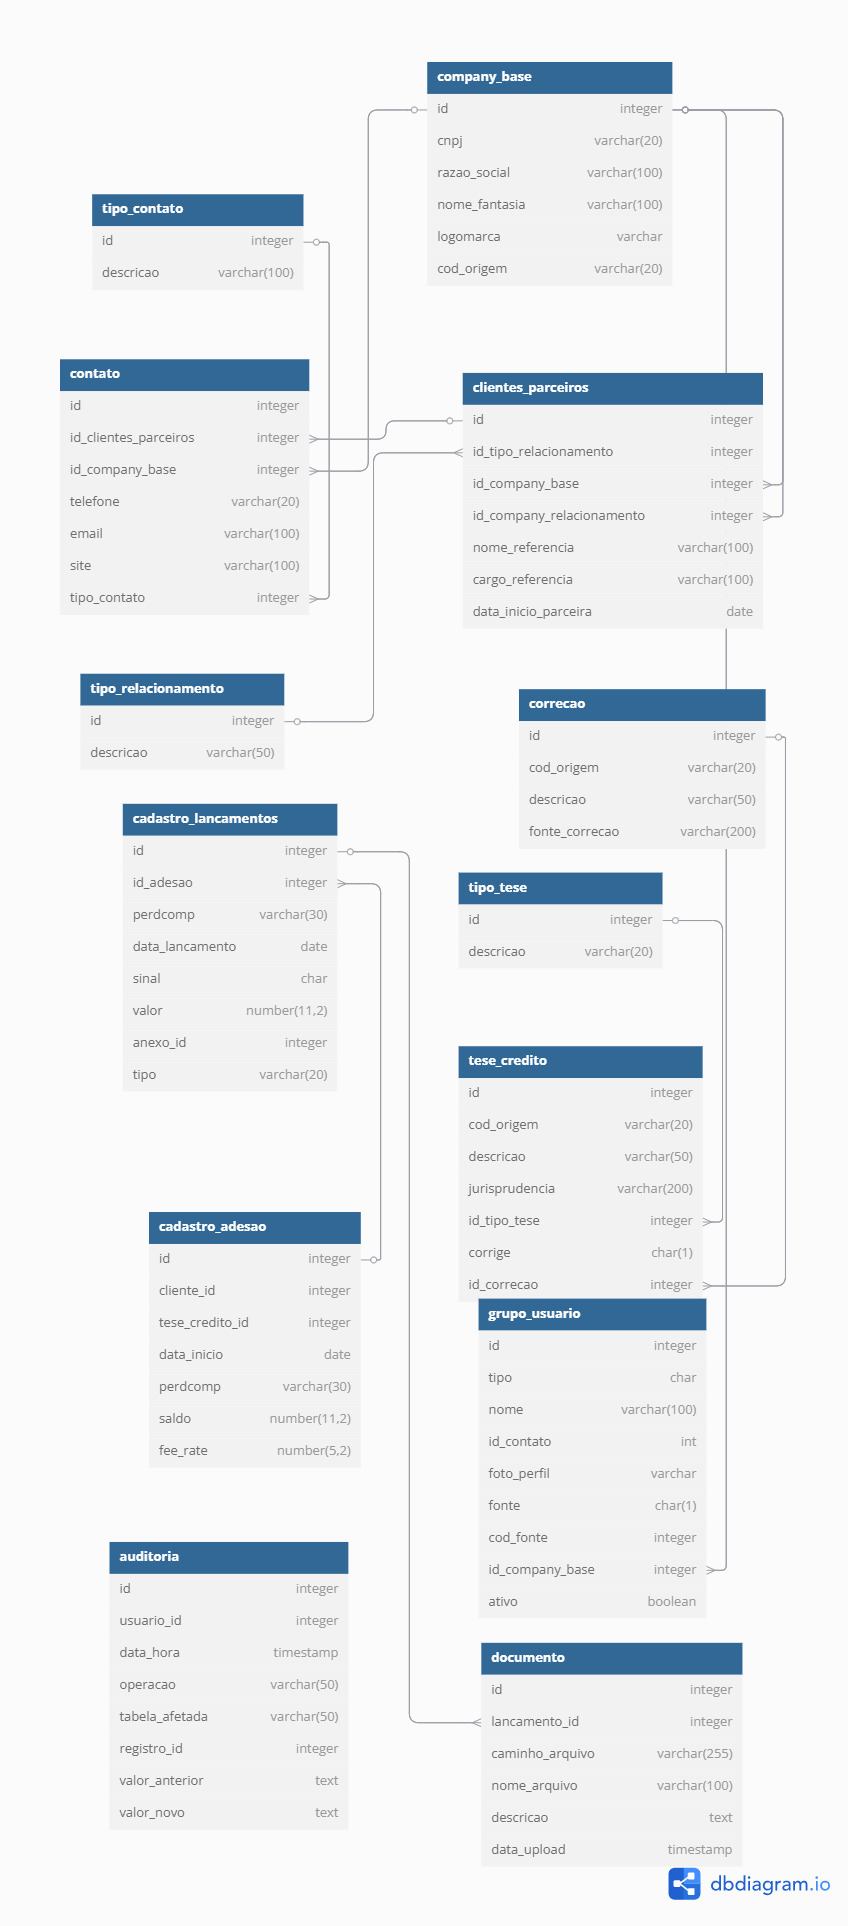 company_base
id integer
cnpj varchar(20)
razao_social varchar(100)
nome_fantasia varchar(100)
logomarca varchar
cod_origem varchar(20)
tipo_contato
id integer
descricao varchar(100)
contato
id integer
id_clientes_parceiros integer
id_company_base integer
telefone varchar(20)
email varchar(100)
site varchar(100)
tipo_contato integer
clientes_parceiros
id integer
id_tipo_relacionamento integer
id_company_base integer
id_company_relacionamento integer
nome_referencia varchar(100)
cargo_referencia varchar(100)
data_inicio_parceira date
tipo_relacionamento
id integer
descricao varchar(50)
correcao
id integer
cod_origem varchar(20)
descricao varchar(50)
fonte_correcao varchar(200)
cadastro_lancamentos
id integer
id_adesao integer
perdcomp varchar(30)
data_lancamento date
sinal char
valor number(11,2)
anexo_id integer
tipo varchar(20)
tipo_tese
id integer
descricao varchar(20)
tese_credito
id integer
cod_origem varchar(20)
descricao varchar(50)
jurisprudencia varchar(200)
id_tipo_tese integer
corrige char(1)
id_correcao integer
cadastro_adesao
id integer
cliente_id integer
tese_credito_id integer
data_inicio date
perdcomp varchar(30)
saldo number(11,2)
fee_rate number(5,2)
grupo_usuario
id integer
tipo char
nome varchar(100)
id_contato int
foto_perfil varchar
fonte char(1)
cod_fonte integer
id_company_base integer
ativo boolean
auditoria
id integer
usuario_id integer
data_hora timestamp
operacao varchar(50)
tabela_afetada varchar(50)
registro_id integer
valor_anterior text
valor_novo text
documento
id integer
lancamento_id integer
caminho_arquivo varchar(255)
nome_arquivo varchar(100)
descricao text
data_upload timestamp
dbdiagram.io